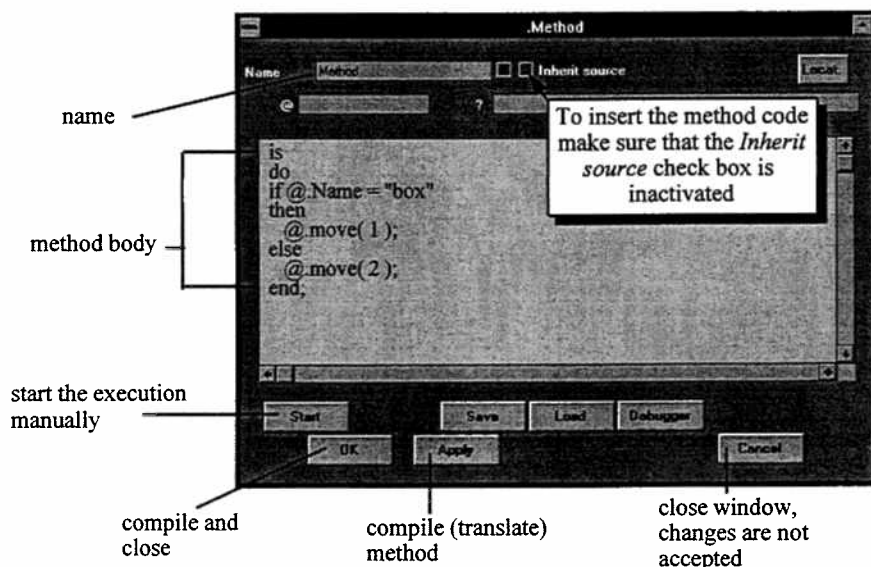 .Method
Name
Method
Inherit source
Locat.
name
@
?
To insert the method code
make sure that the Inherit
source check box is
inactivated
is
do
if @.Name = "box"
then
@.move( 1 );
else
@.move( 2 );
end;
method body
start the execution
manually
Start
Save
Load
Debugger
OK
Apply
Cancel
compile and
close
compile (translate)
method
close window,
changes are not
accepted